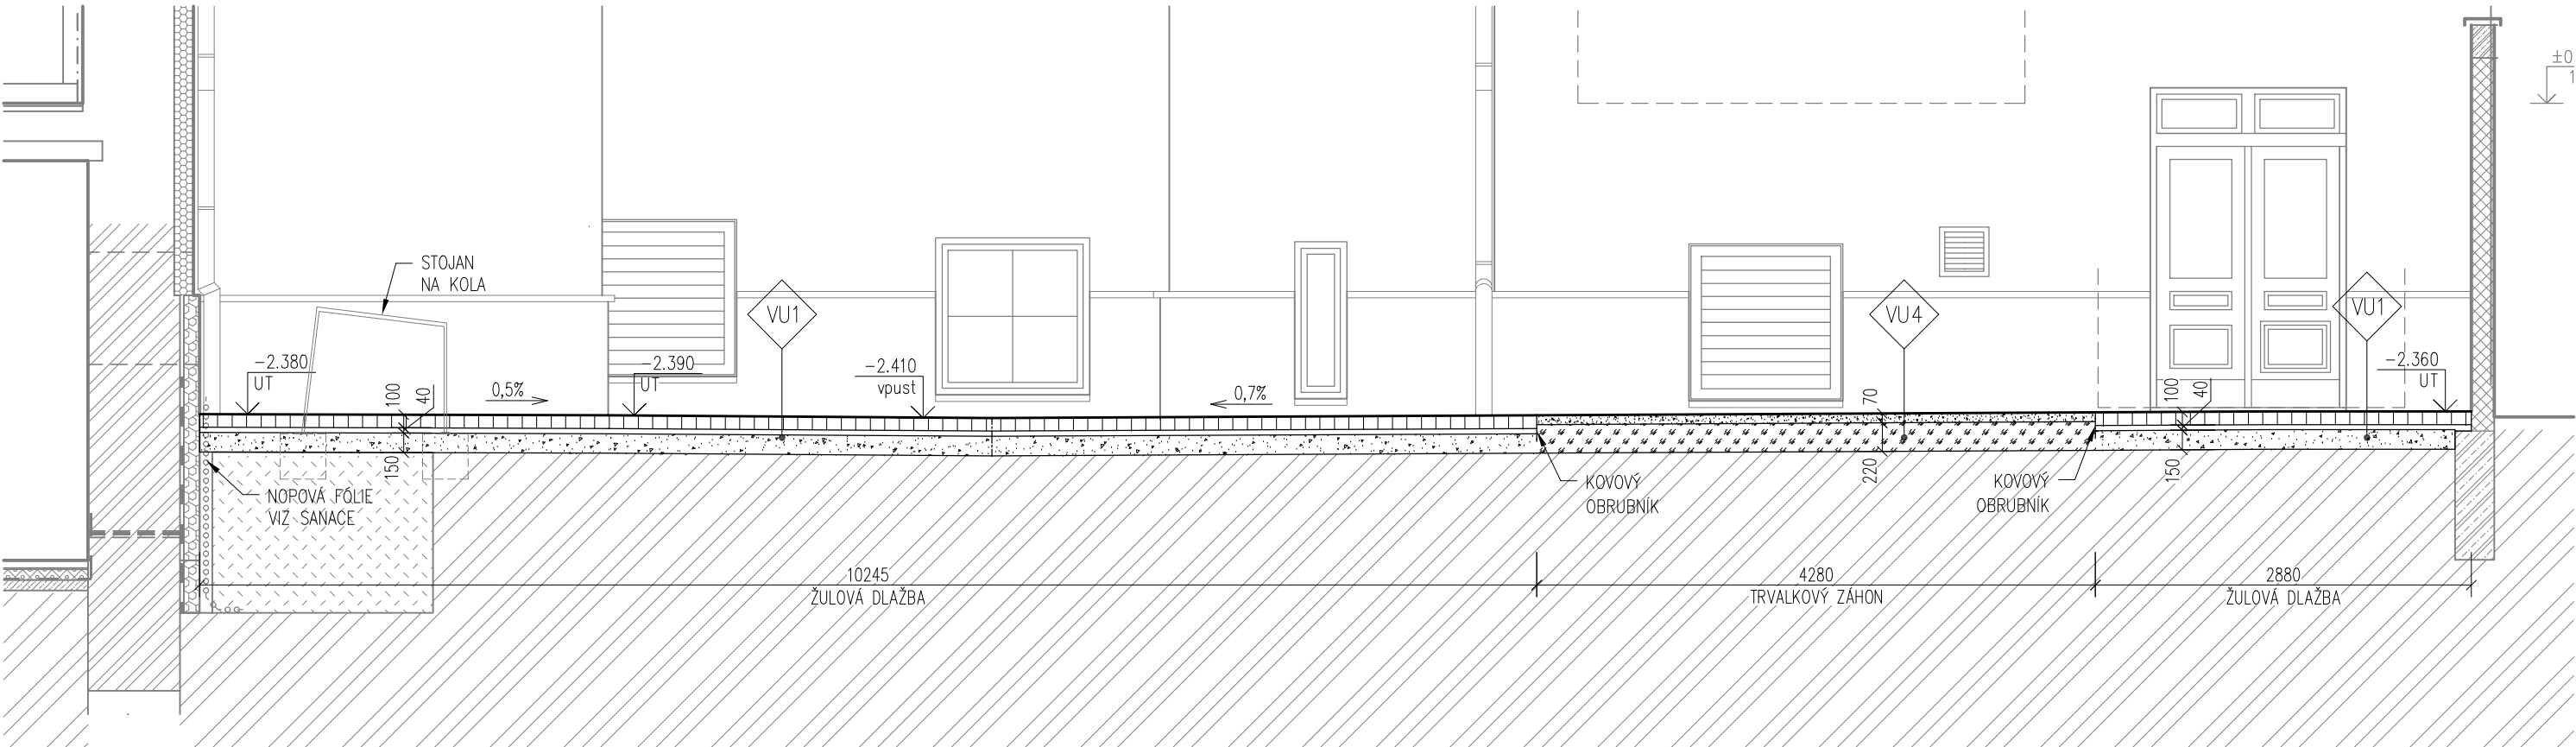 ±0
1
STOJAN
NA KOLA
VU1
VU4
VU1
-2.380
UT
-2.390
UT
-2.410
vpust
-2.360
UT
0,5%
0,7%
100
40
150
70
220
100
40
150
NOPOVÁ FÓLIE
VIZ SANACE
KOVOVÝ
OBRUBNÍK
KOVOVÝ
OBRUBNÍK
10245
ŽULOVÁ DLAŽBA
4280
TRVALKOVÝ ZÁHON
2880
ŽULOVÁ DLAŽBA